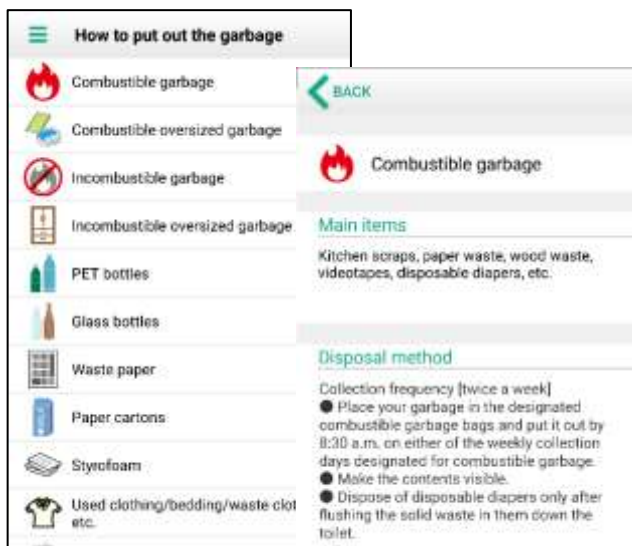 How to put out the garbage
Combustible garbage
Combustible oversized garbage
Incombustible garbage
Incombustible oversized garbage
PET bottles
Glass bottles
Waste paper
Paper cartons
Styrofoam
Used clothing/bedding/waste clot
etc.
BACK
Combustible garbage
Main items
Kitchen scraps, paper waste, wood waste,
videotapes, disposable diapers, etc.
Disposal method
Collection frequency [twice a week]
● Place your garbage in the designated
combustible garbage bags and put it out by
8:30 a.m. on either of the weekly collection
days designated for combustible garbage.
● Make the contents visible.
● Dispose of disposable diapers only after
flushing the solid waste in them down the
toilet.